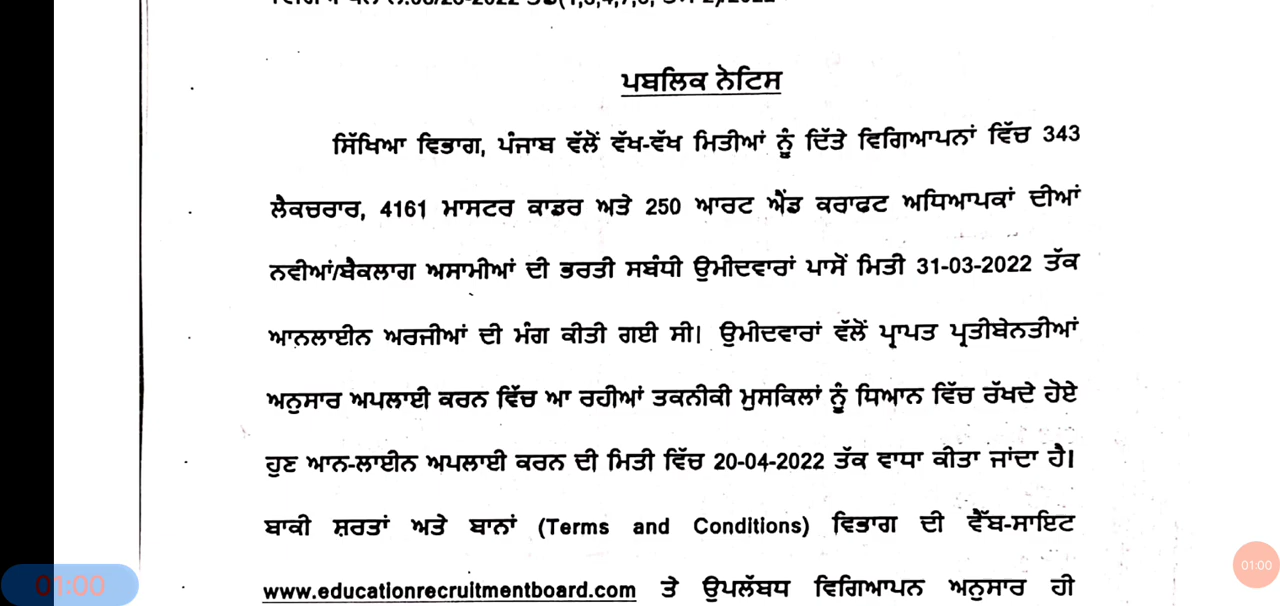 ਪਬਲਿਕ ਨੋਟਿਸ
ਸਿੱਖਿਆ ਵਿਭਾਗ, ਪੰਜਾਬ ਵੱਲੋਂ ਵੱਖ-ਵੱਖ ਮਿਤੀਆਂ ਨੂੰ ਦਿੱਤੇ ਵਿਗਿਆਪਨਾਂ ਵਿੱਚ 343
ਲੈਕਚਰਾਰ, 4161 ਮਾਸਟਰ ਕਾਡਰ ਅਤੇ 250 ਆਰਟ ਐਂਡ ਕਰਾਫਟ ਅਧਿਆਪਕਾਂ ਦੀਆਂ
ਨਵੀਆਂ/ਬੈਕਲਾਗ ਅਸਾਮੀਆਂ ਦੀ ਭਰਤੀ ਸਬੰਧੀ ਉਮੀਦਵਾਰਾਂ ਪਾਸੋਂ ਮਿਤੀ 31-03-2022 ਤੱਕ
ਆਨਲਾਈਨ ਅਰਜੀਆਂ ਦੀ ਮੰਗ ਕੀਤੀ ਗਈ ਸੀ। ਉਮੀਦਵਾਰਾਂ ਵੱਲੋਂ ਪ੍ਰਾਪਤ ਪ੍ਰਤੀਬੇਨਤੀਆਂ
ਅਨੁਸਾਰ ਅਪਲਾਈ ਕਰਨ ਵਿੱਚ ਆ ਰਹੀਆਂ ਤਕਨੀਕੀ ਮੁਸਕਿਲਾਂ ਨੂੰ ਧਿਆਨ ਵਿੱਚ ਰੱਖਦੇ ਹੋਏ
ਹੁਣ ਆਨ-ਲਾਈਨ ਅਪਲਾਈ ਕਰਨ ਦੀ ਮਿਤੀ ਵਿੱਚ 20-04-2022 ਤੱਕ ਵਾਧਾ ਕੀਤਾ ਜਾਂਦਾ ਹੈ।
ਬਾਕੀ ਸ਼ਰਤਾਂ ਅਤੇ ਬਾਨਾਂ (Terms and Conditions) ਵਿਭਾਗ ਦੀ ਵੈੱਬ-ਸਾਇਟ
www.educationrecruitmentboard.com ਤੇ ਉਪਲੱਬਧ ਵਿਗਿਆਪਨ ਅਨੁਸਾਰ ਹੀ
01:00
01:00